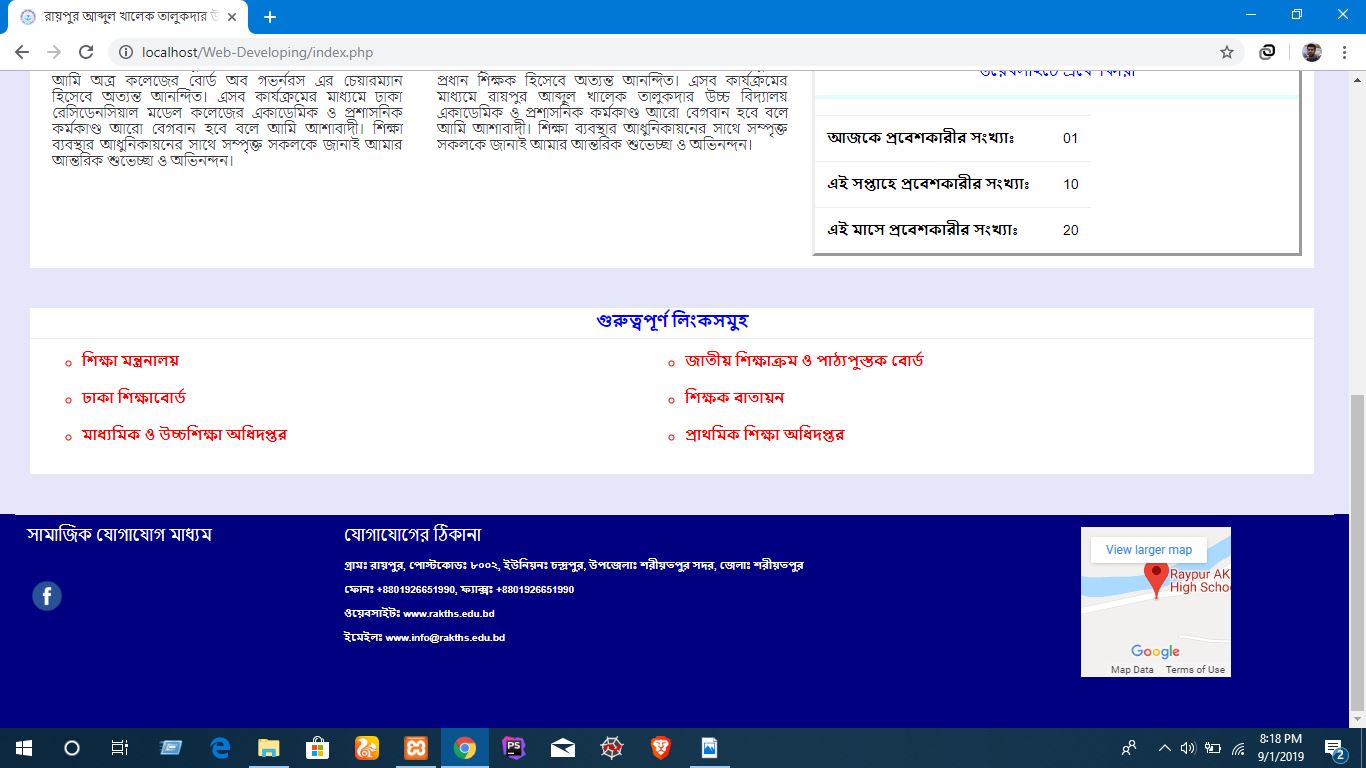 রায়পুর আব্দুল খালেক তালুকদার উ
localhost/Web-Developing/index.php
আমি অত্র কলেজের বোর্ড অব গভর্নরস এর চেয়ারম্যান
হিসেবে অত্যন্ত আনন্দিত। এসব কার্যক্রমের মাধ্যমে ঢাকা
রেসিডেনসিয়াল মডেল কলেজের একাডেমিক ও প্রশাসনিক
কর্মকাণ্ড আরো বেগবান হবে বলে আমি আশাবাদী। শিক্ষা
ব্যবস্থার আধুনিকায়নের সাথে সম্পৃক্ত সকলকে জানাই আমার
আন্তরিক শুভেচ্ছা ও অভিনন্দন।
প্রধান শিক্ষক হিসেবে অত্যন্ত আনন্দিত। এসব কার্যক্রমের
মাধ্যমে রায়পুর আব্দুল খালেক তালুকদার উচ্চ বিদ্যালয়
একাডেমিক ও প্রশাসনিক কর্মকাণ্ড আরো বেগবান হবে বলে
আমি আশাবাদী। শিক্ষা ব্যবস্থার আধুনিকায়নের সাথে সম্পৃক্ত
সকলকে জানাই আমার আন্তরিক শুভেচ্ছা ও অভিনন্দন।
আজকে প্রবেশকারীর সংখ্যাঃ 01
এই সপ্তাহে প্রবেশকারীর সংখ্যাঃ 10
এই মাসে প্রবেশকারীর সংখ্যাঃ 20
গুরুত্বপূর্ণ লিংকসমুহ
শিক্ষা মন্ত্রনালয়
ঢাকা শিক্ষাবোর্ড
মাধ্যমিক ও উচ্চশিক্ষা অধিদপ্তর
জাতীয় শিক্ষাক্রম ও পাঠ্যপুস্তক বোর্ড
শিক্ষক বাতায়ন
প্রাথমিক শিক্ষা অধিদপ্তর
সামাজিক যোগাযোগ মাধ্যম
যোগাযোগের ঠিকানা
গ্রামঃ রায়পুর, পোস্টকোডঃ ৮০০২, ইউনিয়নঃ চন্দ্রপুর, উপজেলাঃ শরীয়তপুর সদর, জেলাঃ শরীয়তপুর
ফোনঃ +8801926651990, ফ্যাক্সঃ +8801926651990
ওয়েবসাইটঃ www.rakths.edu.bd
ইমেইলঃ www.info@rakths.edu.bd
View larger map
Raypur AK
High Schoo
Google
Map Data Terms of Use
8:18 PM
9/1/2019
2